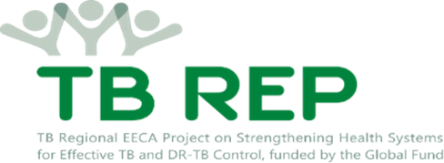 TB REP
TB Regional EECA Project on Strengthening Health Systems
for Effective TB and DR-TB Control, funded by the Global Fund